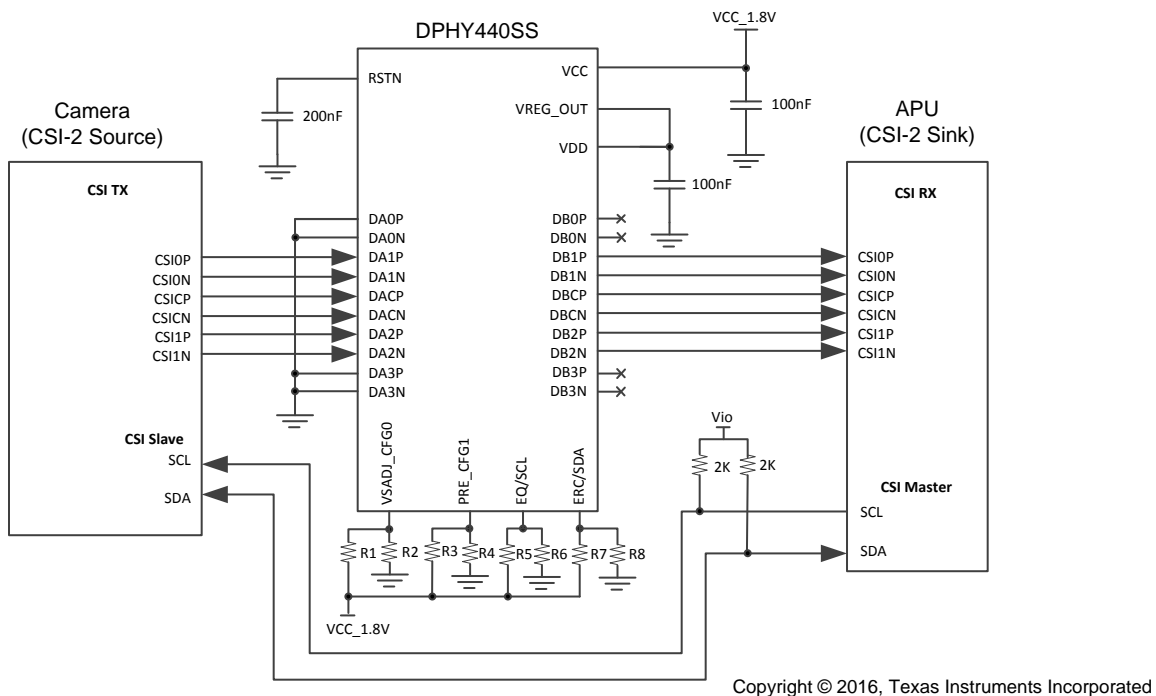 DPHY440SS
VCC_1.8V
RSTN
VCC
200nF
100nF
VREG_OUT
VDD
100nF
Camera
(CSI-2 Source)
APU
(CSI-2 Sink)
CSI TX
CSI RX
DA0P
DA0N
DA1P
DA1N
DACP
DACN
DA2P
DA2N
DA3P
DA3N
DB0P
DB0N
DB1P
DB1N
DBCP
DBCN
DB2P
DB2N
DB3P
DB3N
CSI0P
CSI0N
CSICP
CSICN
CSI1P
CSI1N
CSI0P
CSI0N
CSICP
CSICN
CSI1P
CSI1N
CSI Slave
SCL
SDA
VSADJ_CFG0
PRE_CFG1
EQ/SCL
ERC/SDA
Vio
2K
2K
CSI Master
SCL
SDA
R1
R2
R3
R4
R5
R6
R7
R8
VCC_1.8V
Copyright © 2016, Texas Instruments Incorporated